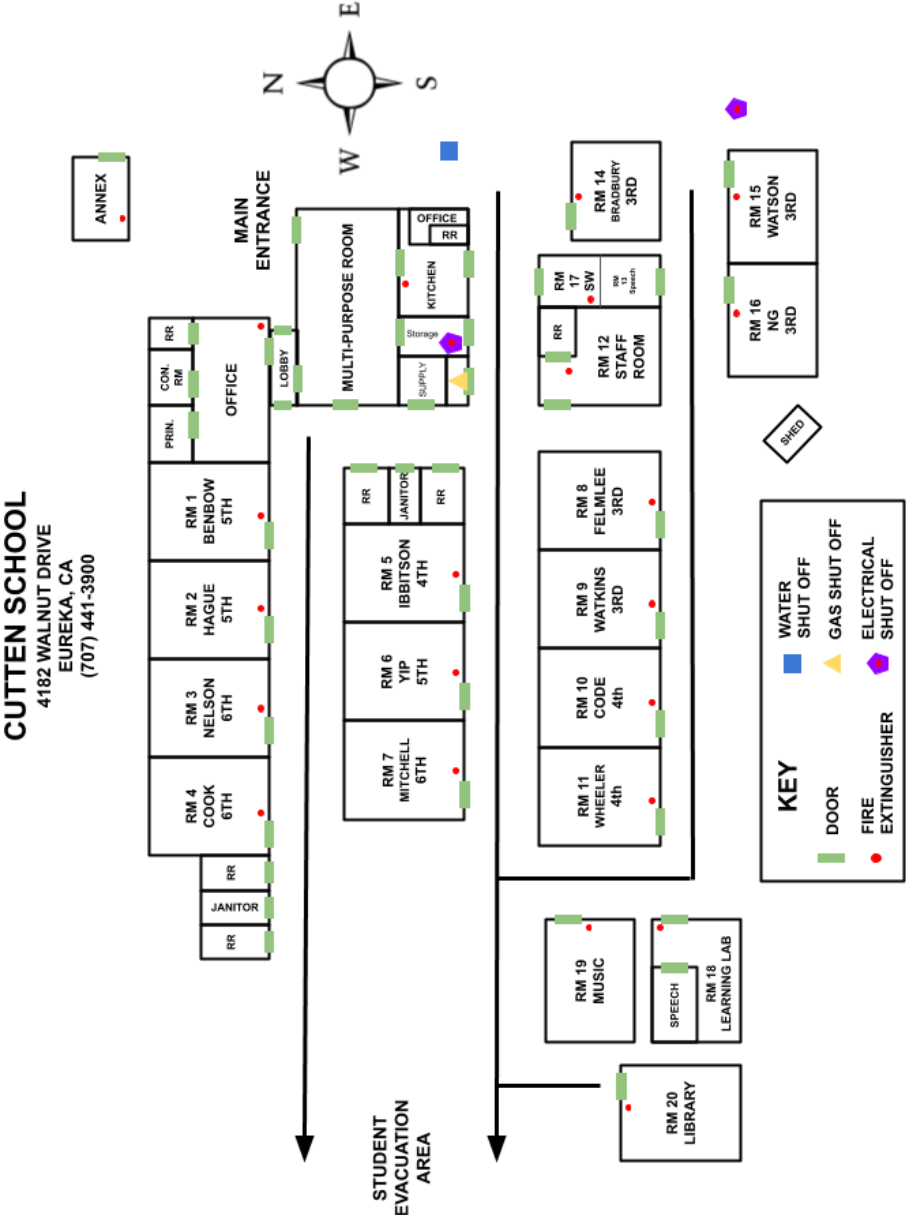 CUTTEN SCHOOL
4182 WALNUT DRIVE
EUREKA, CA
(707) 441-3900
N
E
S
W
ANNEX
MAIN
ENTRANCE
RR
CON.
RM
PRIN.
OFFICE
LOBBY
MULTI-PURPOSE ROOM
OFFICE
RR
KITCHEN
Storage
SUPPLY
RM 1
BENBOW
5TH
RM 2
HAGUE
5TH
RM 3
NELSON
6TH
RM 4
COOK
6TH
RR
JANITOR
RR
RR
JANITOR
RR
RM 5
IBBITSON
4TH
RM 6
YIP
5TH
RM 7
MITCHELL
6TH
RM 14
BRADBURY
3RD
RM
17
SW
RM
13
Speech
RR
RM 12
STAFF
ROOM
RM 15
WATSON
3RD
RM 16
NG
3RD
SHED
RM 8
FELMLEE
3RD
RM 9
WATKINS
3RD
RM 10
CODE
4th
RM 11
WHEELER
4th
RM 19
MUSIC
SPEECH
RM 18
LEARNING LAB
RM 20
LIBRARY
STUDENT
EVACUATION
AREA
KEY
DOOR
FIRE
EXTINGUISHER
WATER
SHUT OFF
GAS SHUT OFF
ELECTRICAL
SHUT OFF